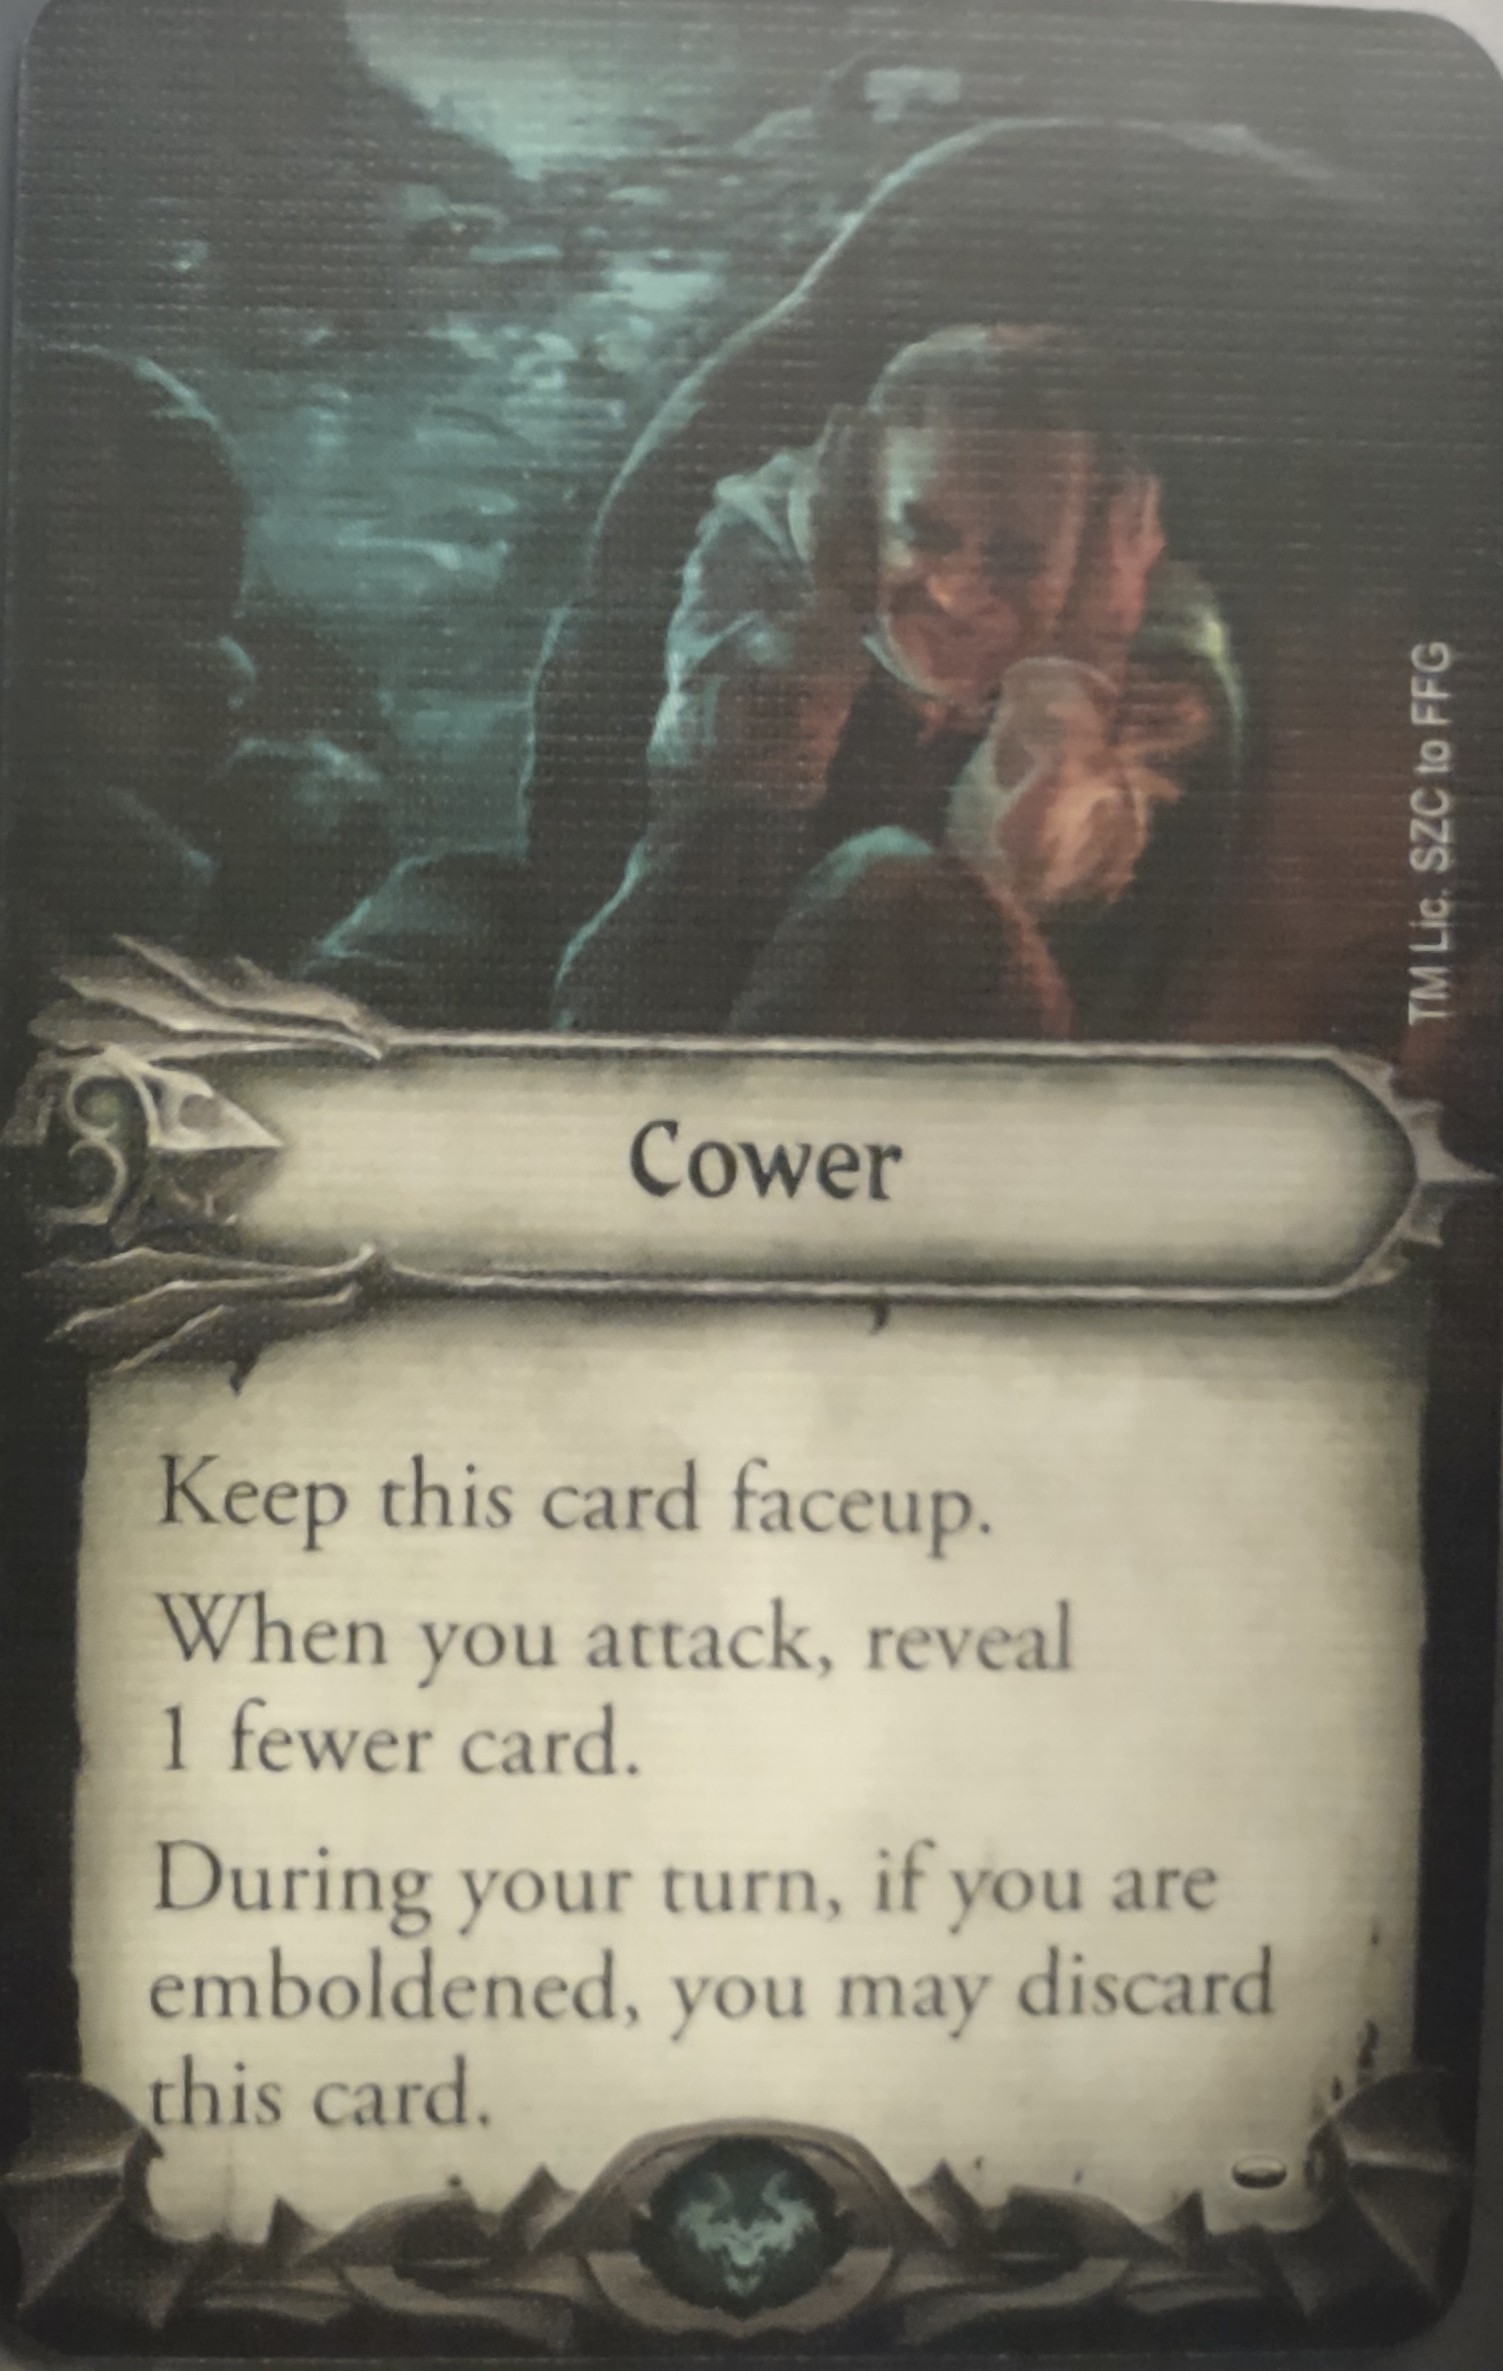 TM Lic. SZC to FFG
Cower
Keep this card faceup.
When you attack, reveal
1 fewer card.
During your turn, if you are
emboldened, you may discard
this card.